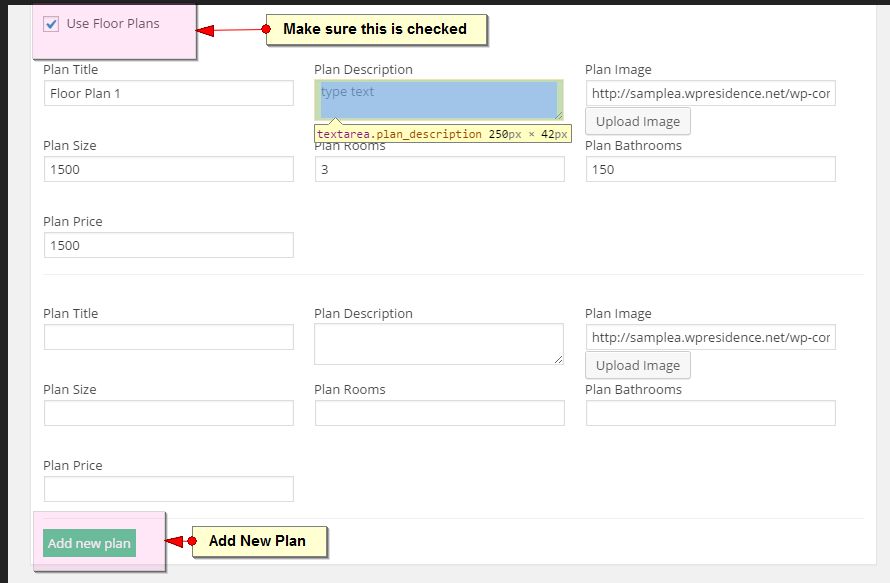 Use Floor Plans
Make sure this is checked
Plan Title Plan Description Plan Image
Floor Plan 1 type text http://samplea.wpresidence.net/wp-cor
Upload Image
textarea.plan_description 250px × 42px
Plan Size Plan Rooms Plan Bathrooms
1500 3 150
Plan Price
1500
Plan Title Plan Description Plan Image
http://samplea.wpresidence.net/wp-cor
Upload Image
Plan Size Plan Rooms Plan Bathrooms
Plan Price
Add new plan
Add New Plan